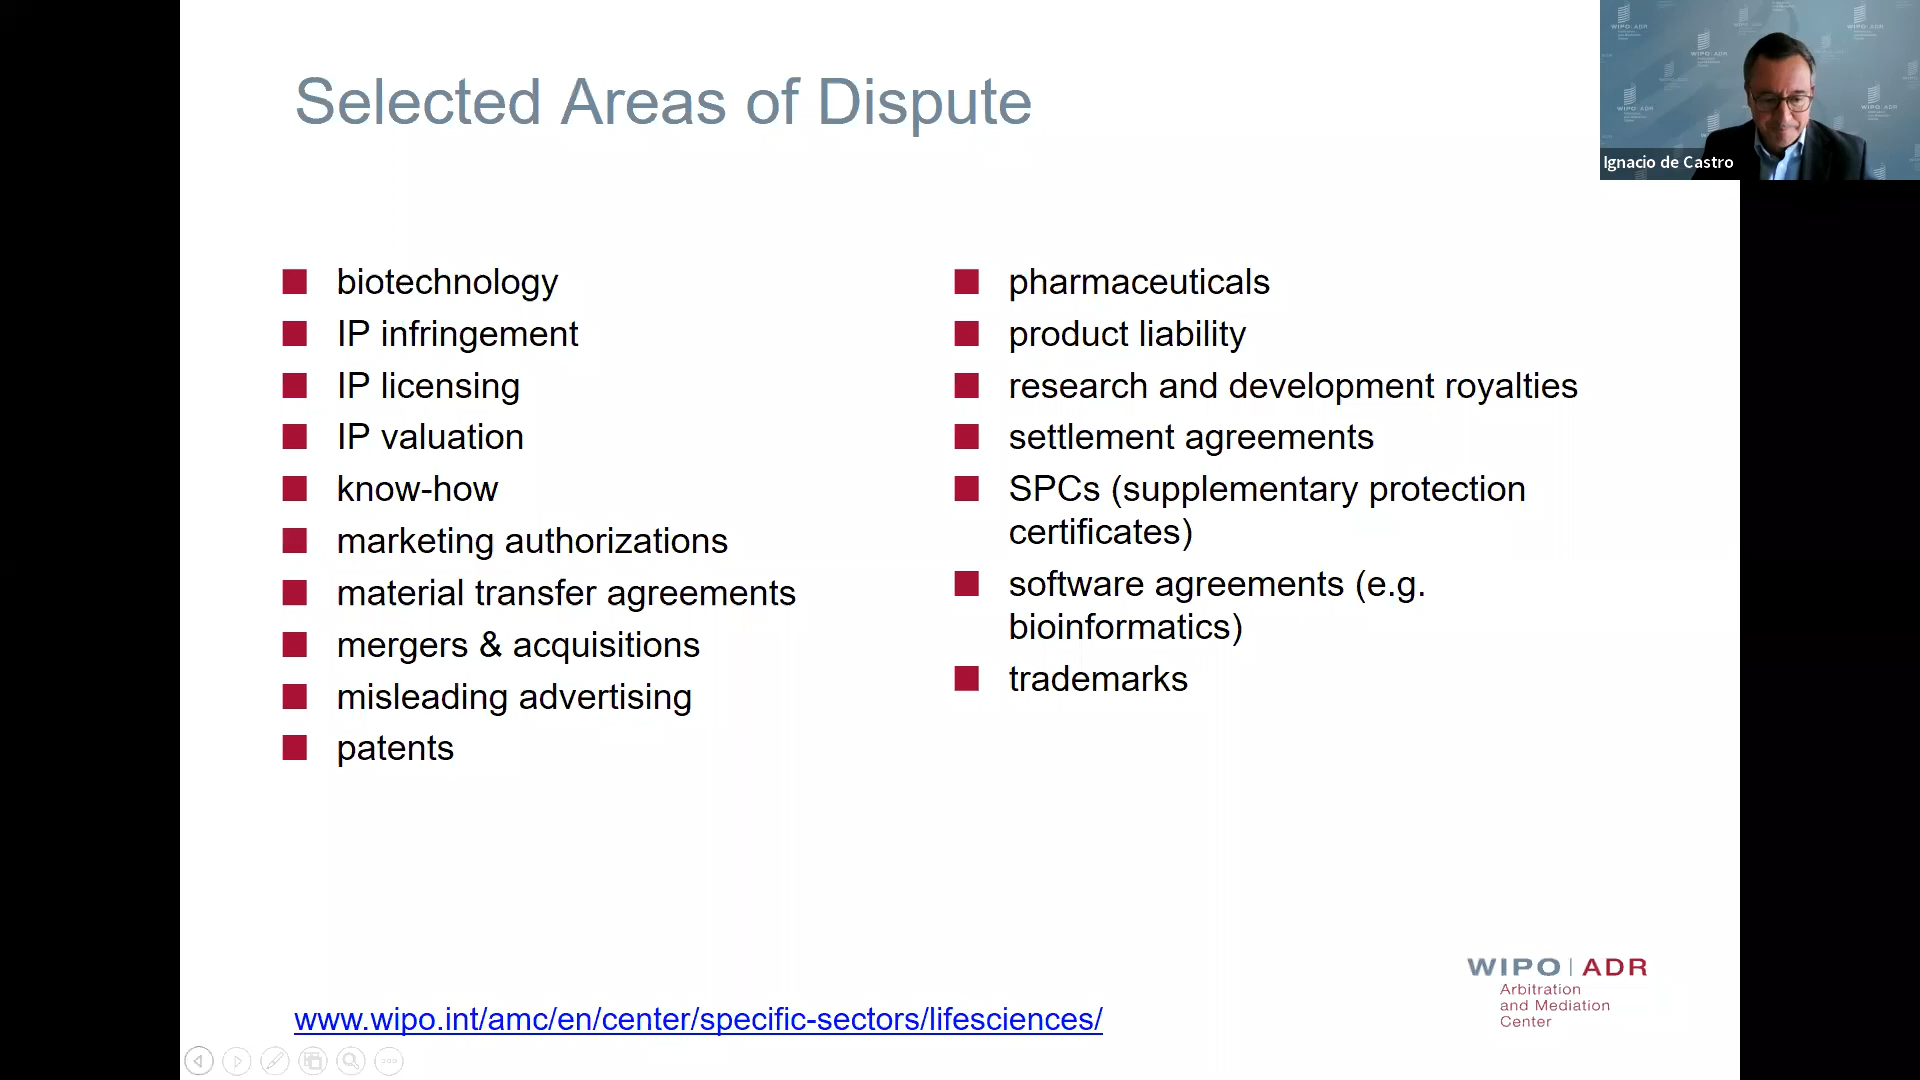 Selected Areas of Dispute
WIPO | ADR
Ignacio de Castro
biotechnology
IP infringement
IP licensing
IP valuation
know-how
marketing authorizations
material transfer agreements
mergers & acquisitions
misleading advertising
patents
pharmaceuticals
product liability
research and development royalties
settlement agreements
SPCs (supplementary protection
certificates)
software agreements (e.g.
bioinformatics)
trademarks
WIPO | ADR
Arbitration
and Mediation
Center
www.wipo.int/amc/en/center/specific-sectors/lifesciences/